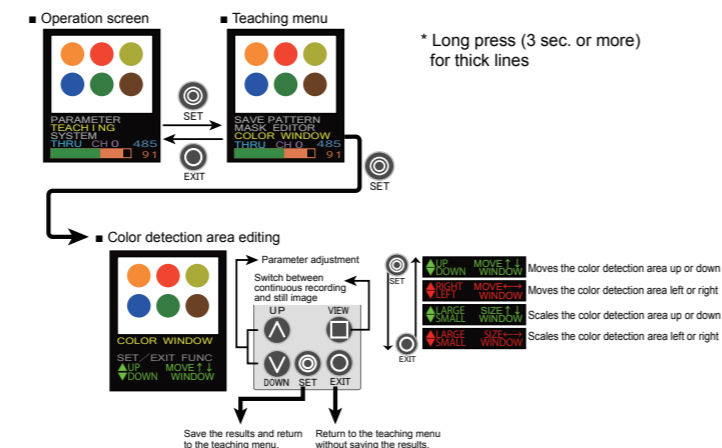 ■ Operation screen
■ Teaching menu
* Long press (3 sec. or more)
for thick lines
PARAMETER
TEACHING
SYSTEM
THRU CH0 485
91
SET
EXIT
SAVE PATTERN
MASK EDITOR
COLOR WINDOW
THRU CH0 485
91
SET
■ Color detection area editing
COLOR WINDOW
SET/EXIT FUNC
▲UP MOVE↑↓
▼DOWN WINDOW
Parameter adjustment
Switch between
continuous recording
and still image
UP
VIEW
DOWN
SET
EXIT
Save the results and return
to the teaching menu.
Return to the teaching menu
without saving the results.
SET
EXIT
▲UP MOVE↑↓
▼DOWN WINDOW
Moves the color detection area up or down
▲RIGHT MOVE←→
▼LEFT WINDOW
Moves the color detection area left or right
▲LARGE SIZE↑↓
▼SMALL WINDOW
Scales the color detection area up or down
▲LARGE SIZE←→
▼SMALL WINDOW
Scales the color detection area left or right